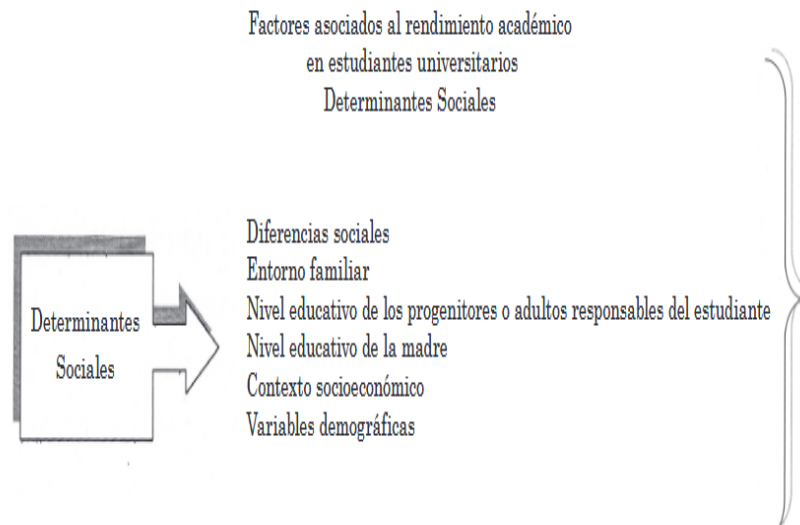 Factores asociados al rendimiento académico
en estudiantes universitarios
Determinantes Sociales
Determinantes
Sociales
Diferencias sociales
Entorno familiar
Nivel educativo de los progenitores o adultos responsables del estudiante
Nivel educativo de la madre
Contexto socioeconómico
Variables demográficas